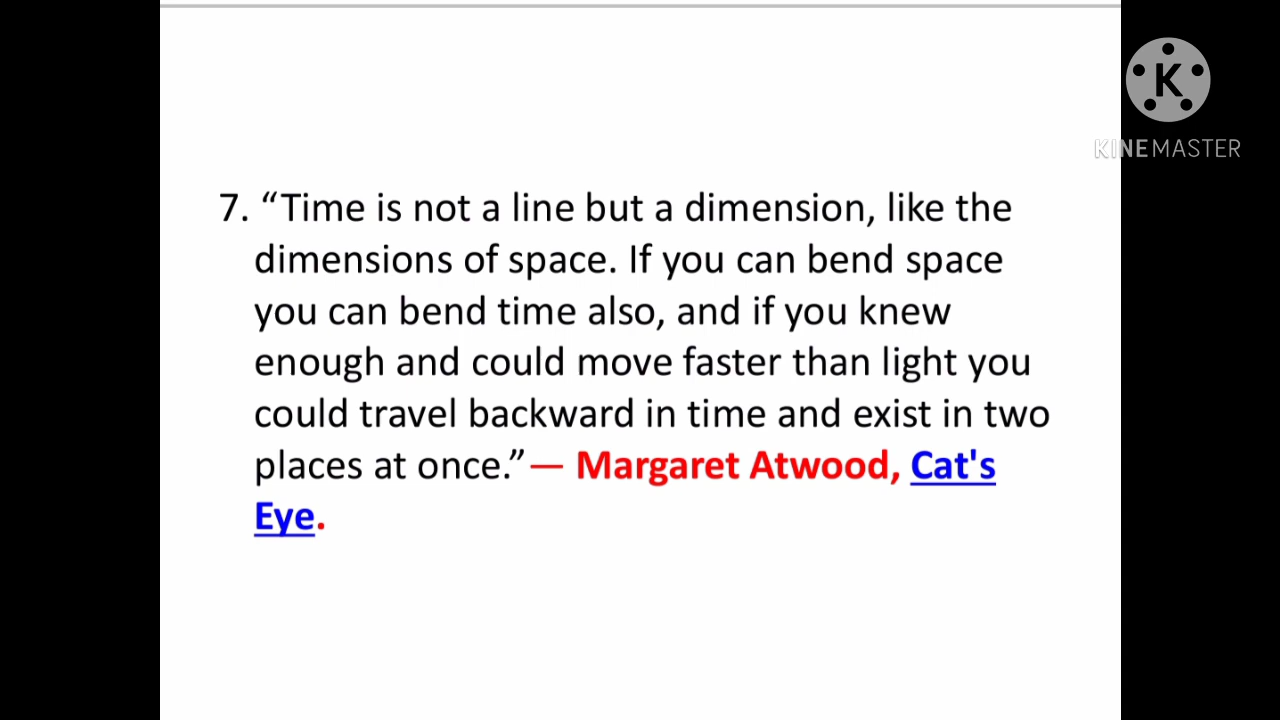 K
KINEMASTER
7. “Time is not a line but a dimension, like the
dimensions of space. If you can bend space
you can bend time also, and if you knew
enough and could move faster than light you
could travel backward in time and exist in two
places at once.”— Margaret Atwood, Cat's
Eye.